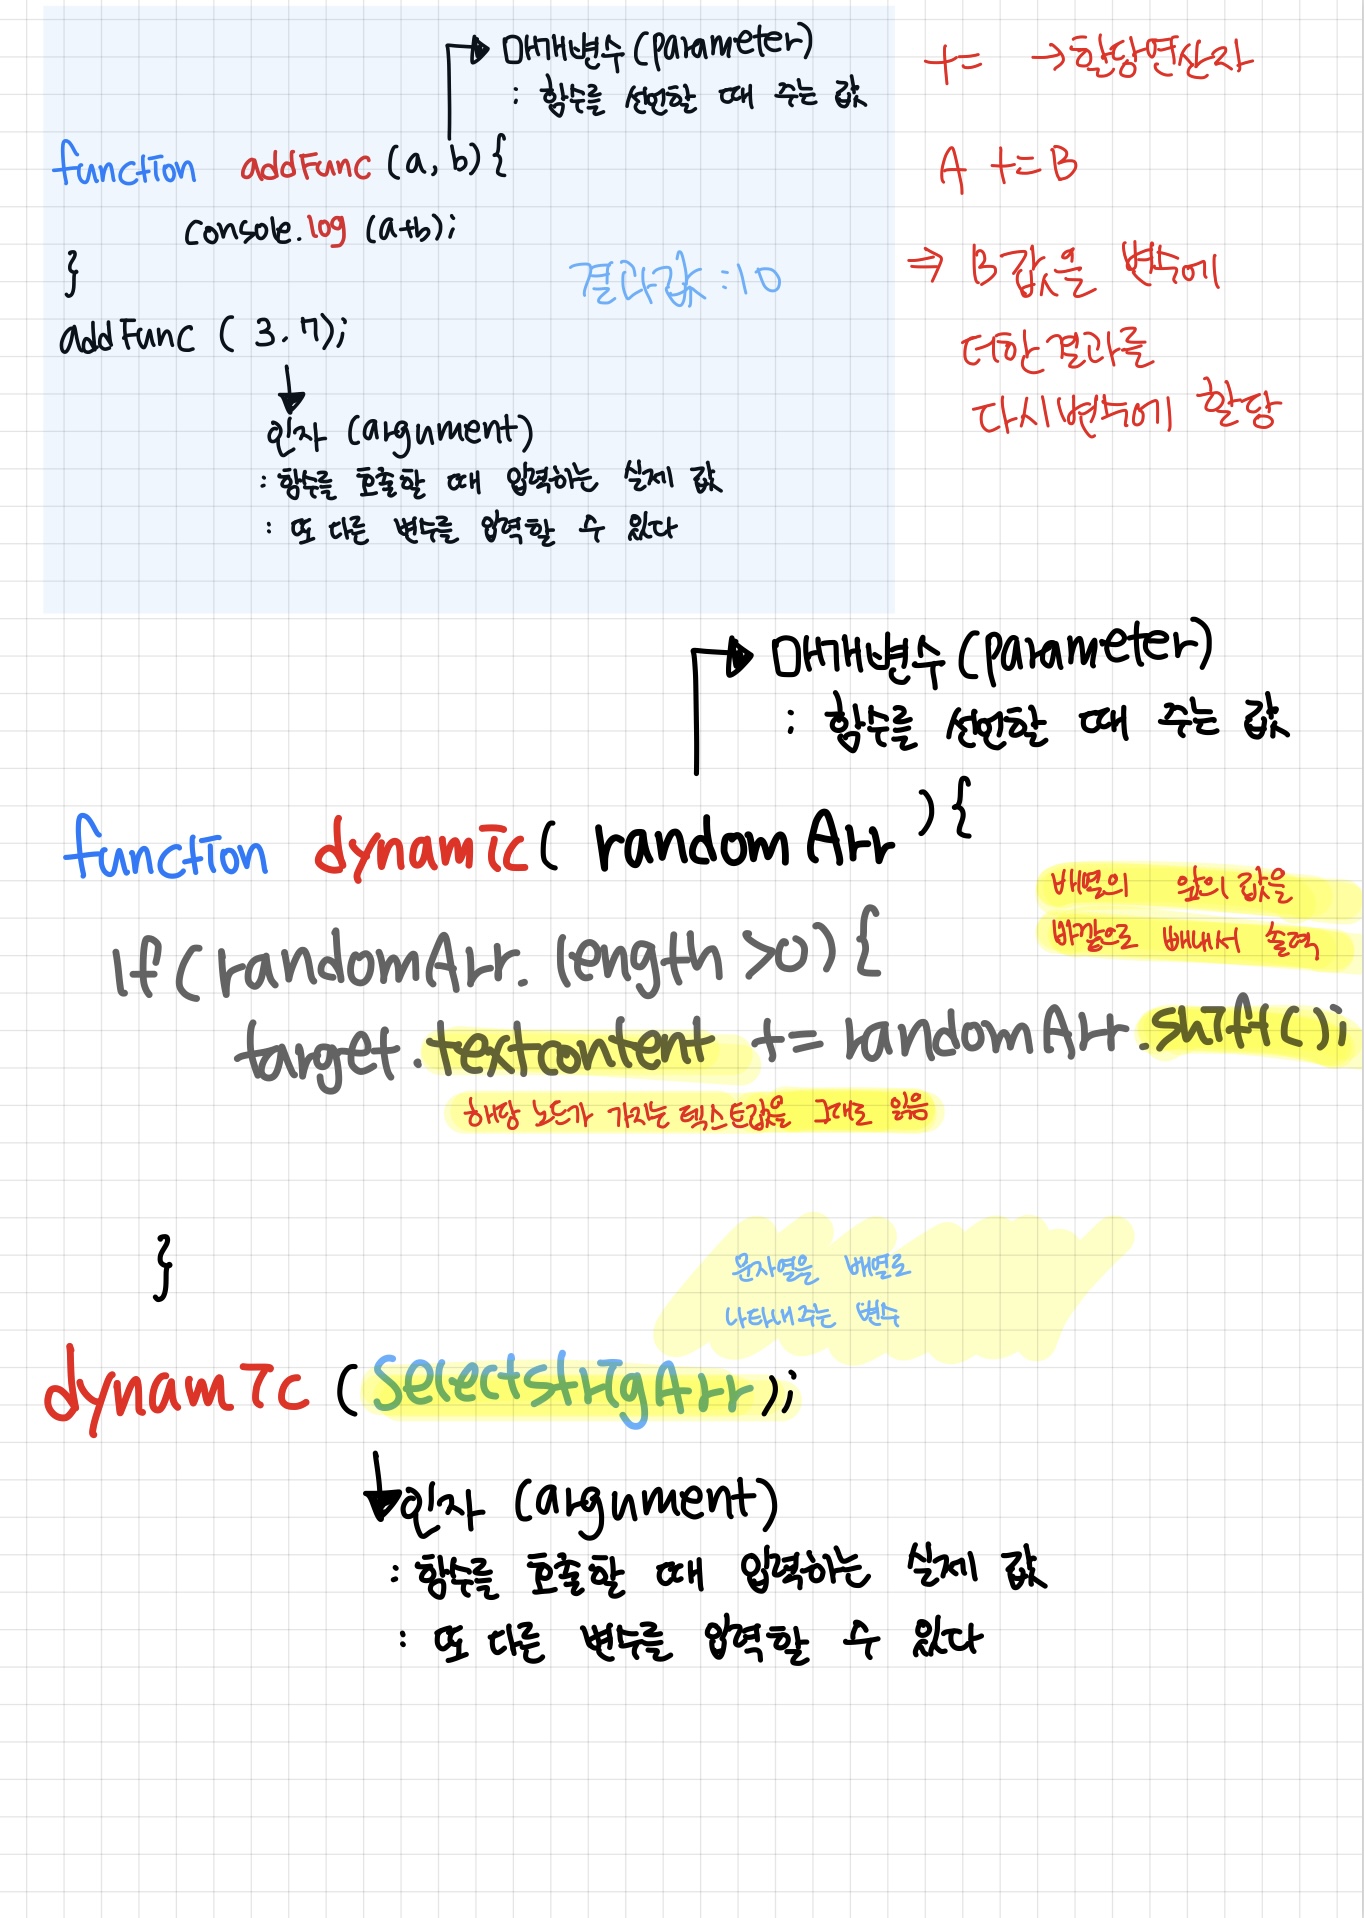 매개변수 (parameter)
: 함수를 선언할 때 주는 값
function addFunc (a, b) {
console.log (a+b);
}
결과값 : 10
addFunc ( 3. 7);
인자 (argument)
: 함수를 호출할 때 입력하는 실제 값
: 또 다른 변수를 입력할 수 있다
+= → 할당연산자
A += B
⇒ B 값을 변수에
더한 결과를
다시 변수에 할당
매개변수 (parameter)
: 함수를 선언할 때 주는 값
function dynamic ( randomArr ) {
배열의 앞의 값을
바깥으로 빼내서 출력
if ( randomArr. length >0) {
target. textcontent += randomArr. shift();
해당 노드가 가지는 텍스트값을 그대로 읽음
}
문자열을 배열로
나타내 주는 변수
dynamic ( SelectstrigArr );
인자 (argument)
: 함수를 호출할 때 입력하는 실제 값
: 또 다른 변수를 입력할 수 있다